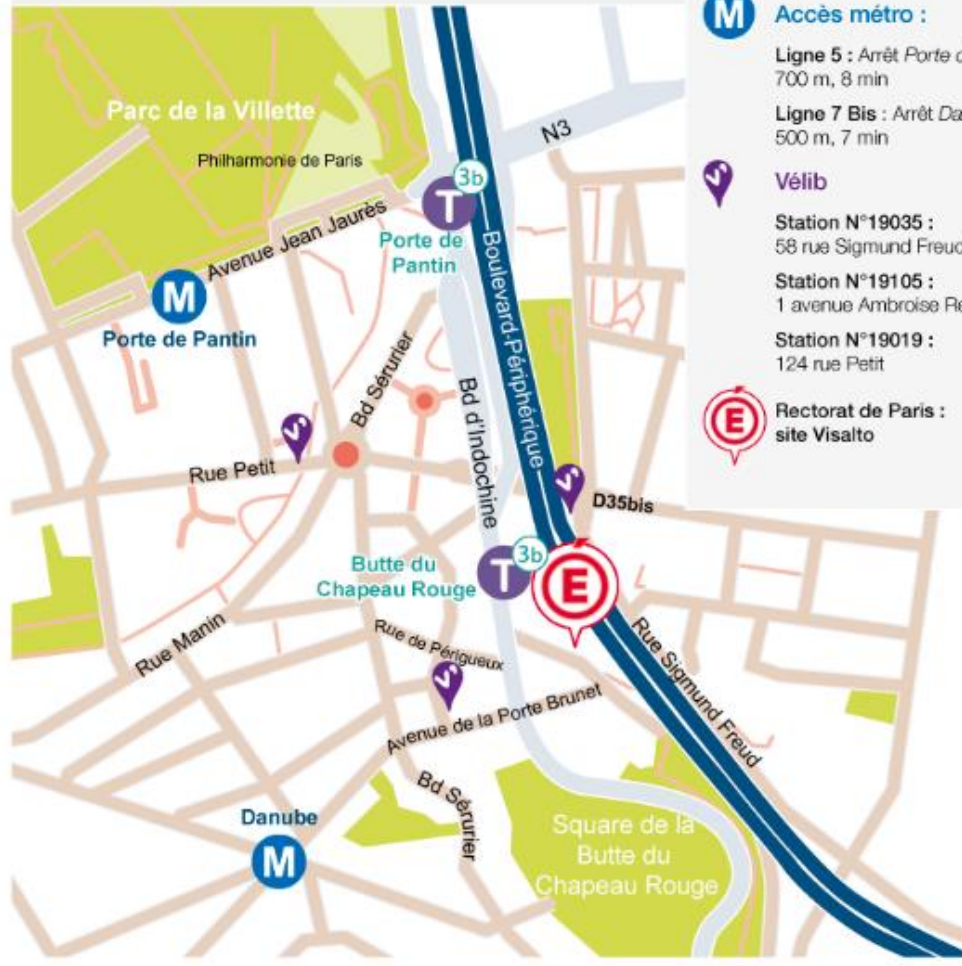 M
Accès métro :
Ligne 5 : Arrêt Porte
700 m, 8 min
Ligne 7 Bis : Arrêt
500 m, 7 min
Vélib
Station N°19035 :
58 rue Sigmund Freud
Station N°19105 :
1 avenue Ambroise
Station N°19019 :
124 rue Petit
É
Rectorat de Paris :
site Visalto
Parc de la Villette
Philharmonie de Paris
N3
3b
T
Avenue Jean Jaurès
Porte de
Pantin
M
Porte de Pantin
Boulevard-Périphérique
Bd Sérurier
Bd d'Indochine
Rue Petit
D35bis
3b
T
Butte du
Chapeau Rouge
É
Rue Manin
Rue de Périgueux
Rue Sigmund Freud
Avenue de la Porte Brunet
Bd Sérurier
Danube
M
Square de la
Butte du
Chapeau Rouge